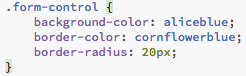 .form-control {
    background-color: aliceblue;
    border-color: cornflowerblue;
    border-radius: 20px;
}